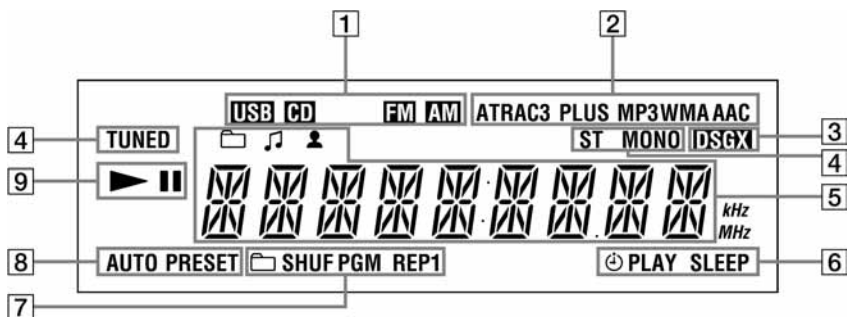 1 2
USB CD FM AM ATRAC3 PLUS MP3 WMA AAC
4 TUNED ST MONO DSGX 3
4
9 5
kHz
MHz
8 AUTO PRESET SHUF PGM REP1 PLAY SLEEP 6
7